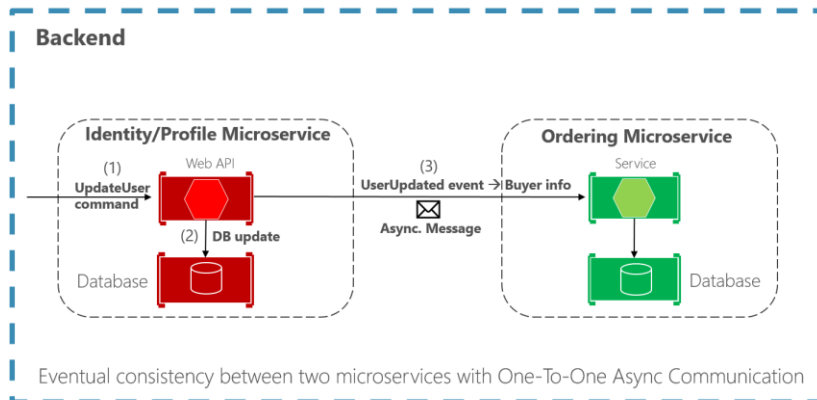 Backend
Identity/Profile Microservice
Ordering Microservice
(1)
Web API
(3)
Service
UpdateUser
command
UserUpdated event → Buyer info
(2)
DB update
Async. Message
Database
Database
Eventual consistency between two microservices with One-To-One Async Communication